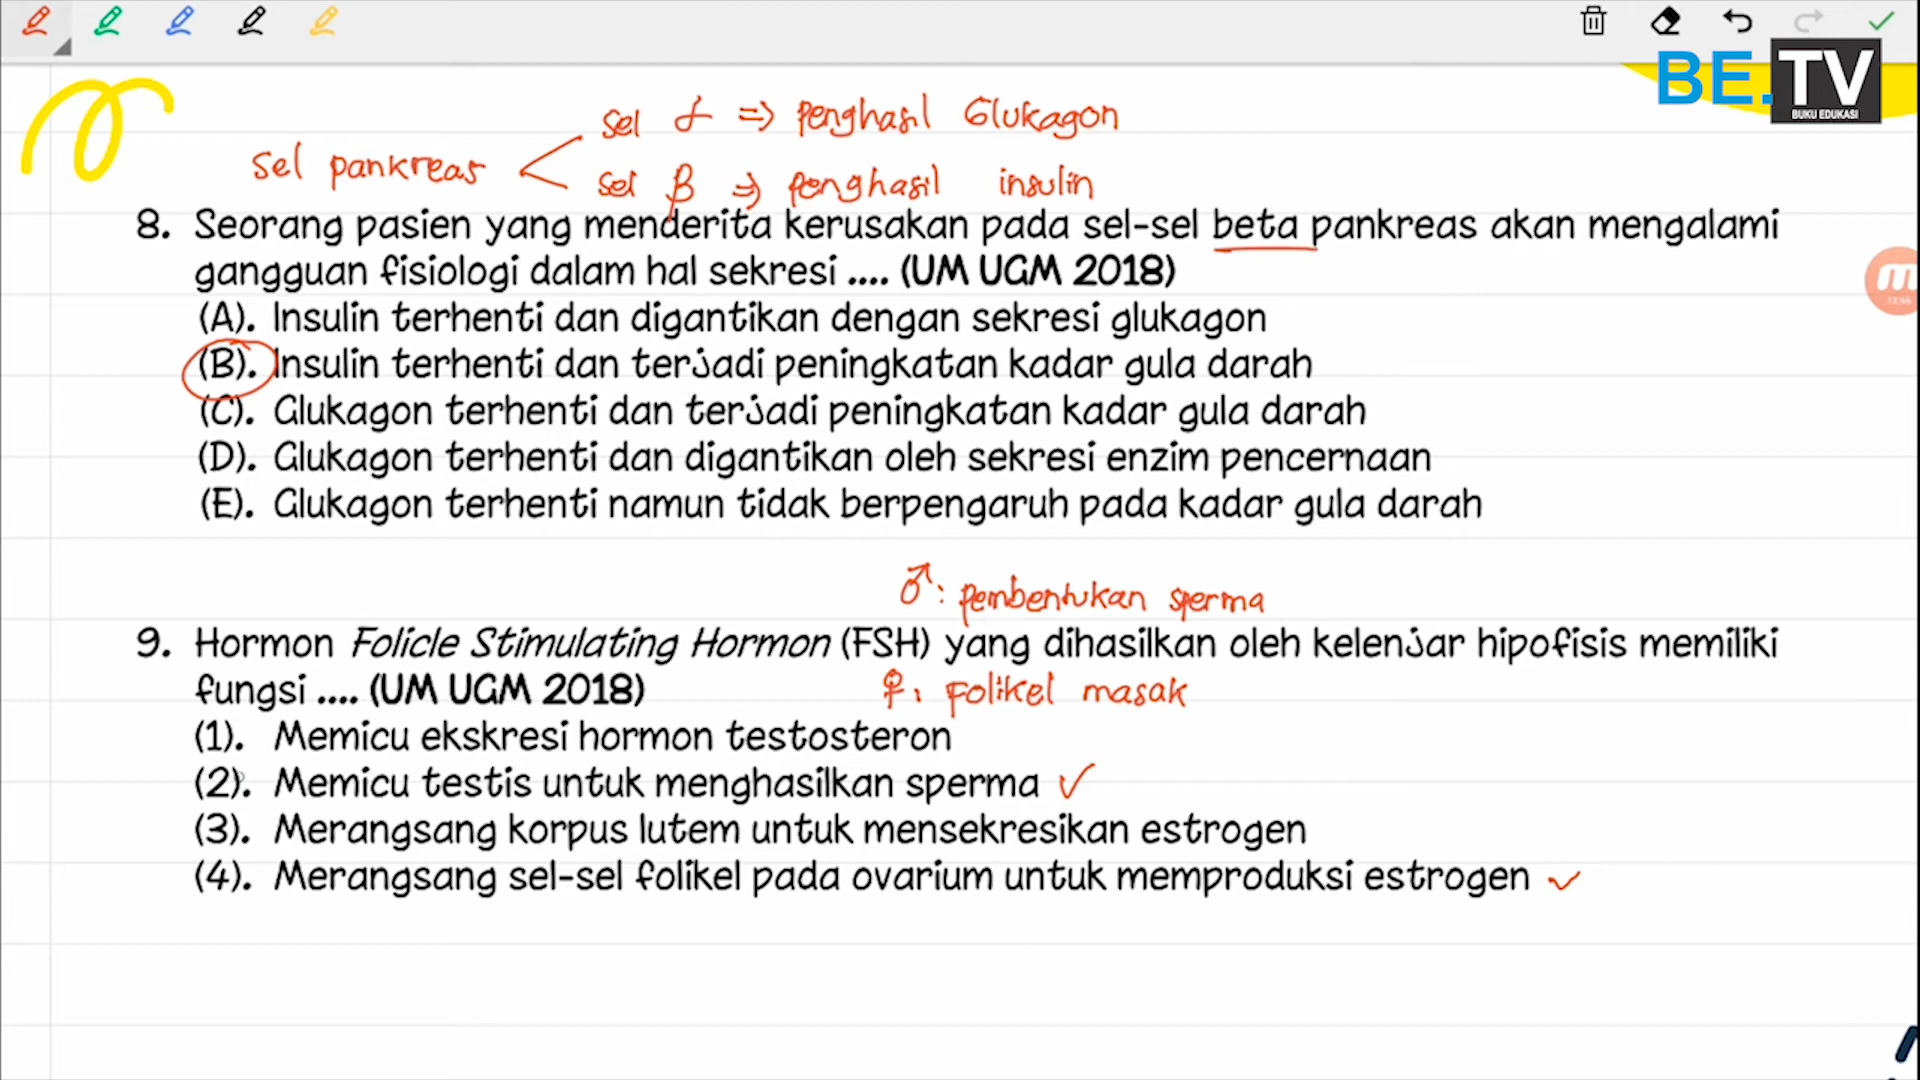 BE.TV
BUKU EDUKASI
sel α => penghasil Glukagon
sel pankreas
sel β => penghasil insulin
8. Seorang pasien yang menderita kerusakan pada sel-sel beta pankreas akan mengalami
gangguan fisiologi dalam hal sekresi .... (UM UGM 2018)
(A). Insulin terhenti dan digantikan dengan sekresi glukagon
(B). Insulin terhenti dan terjadi peningkatan kadar gula darah
(C). Glukagon terhenti dan terjadi peningkatan kadar gula darah
(D). Glukagon terhenti dan digantikan oleh sekresi enzim pencernaan
(E). Glukagon terhenti namun tidak berpengaruh pada kadar gula darah
♂ : pembentukan sperma
9. Hormon Folicle Stimulating Hormon (FSH) yang dihasilkan oleh kelenjar hipofisis memiliki
fungsi .... (UM UGM 2018)
♀ : Folikel masak
(1). Memicu ekskresi hormon testosteron
(2). Memicu testis untuk menghasilkan sperma ✓
(3). Merangsang korpus lutem untuk mensekresikan estrogen
(4). Merangsang sel-sel folikel pada ovarium untuk memproduksi estrogen ✓